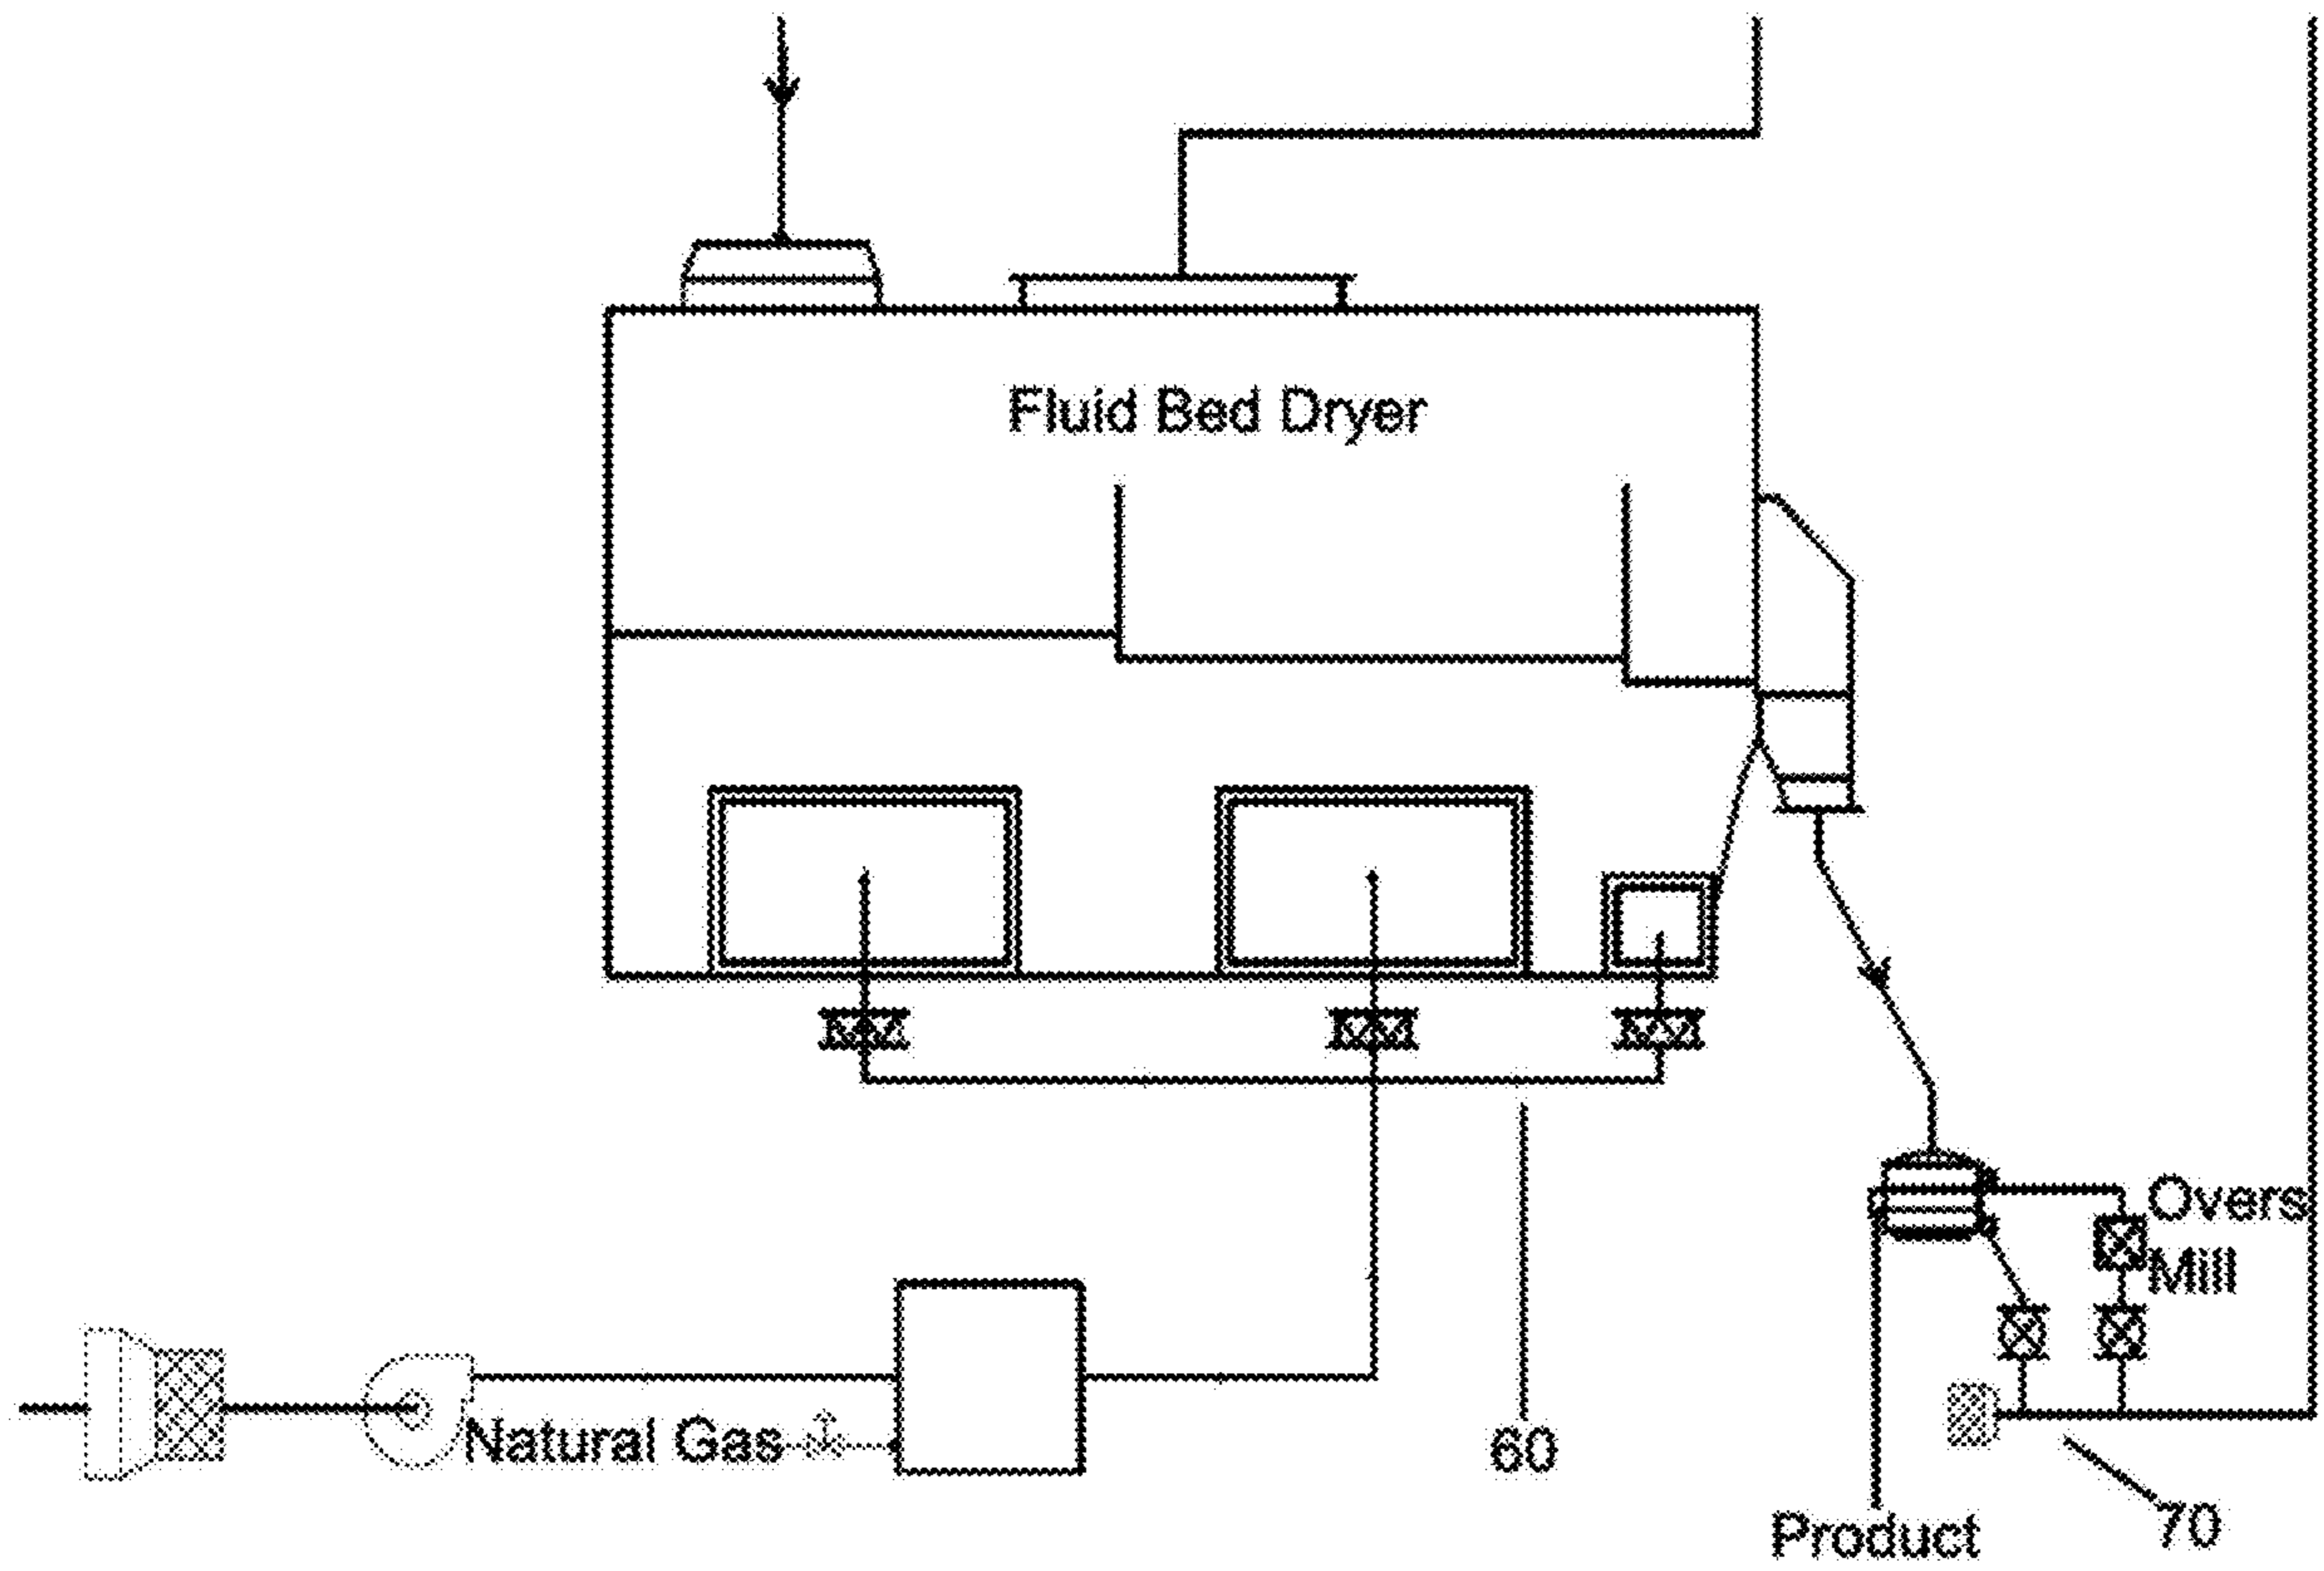 Fluid Bed Dryer
Overs
Mill
Natural Gas
60
70
Product